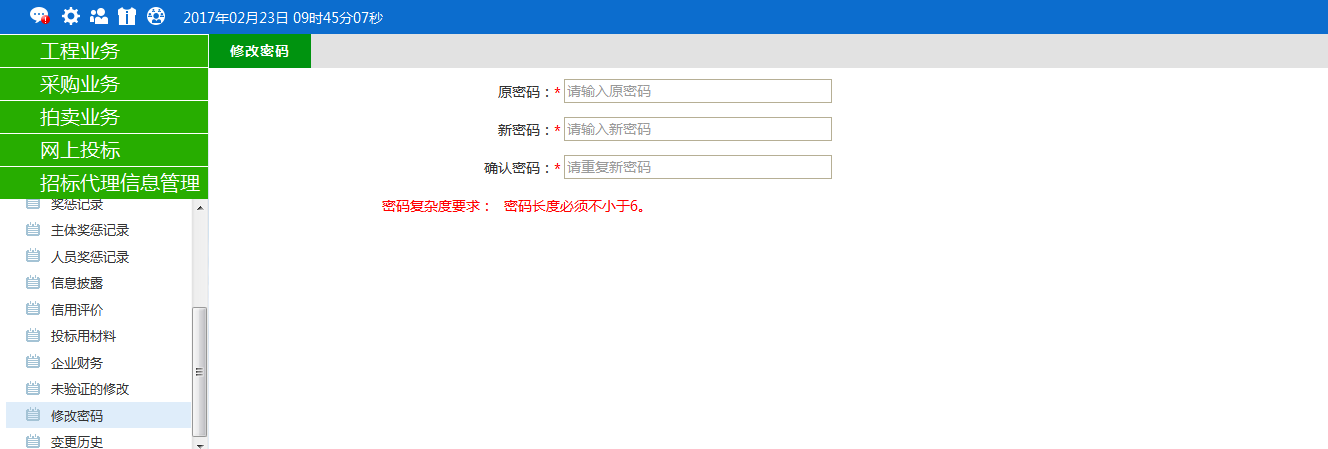 2017年02月23日 09时45分07秒
工程业务
采购业务
拍卖业务
网上投标
招标代理信息管理
奖惩记录
主体奖惩记录
人员奖惩记录
信息披露
信用评价
投标用材料
企业财务
未验证的修改
修改密码
变更历史
修改密码
原密码：* 请输入原密码
新密码：* 请输入新密码
确认密码：* 请重复新密码
密码复杂度要求： 密码长度必须不小于6。